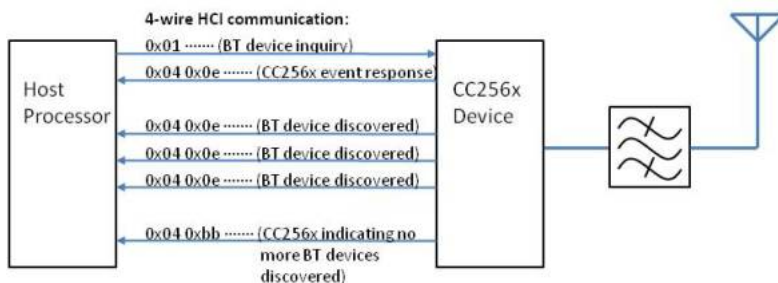 4-wire HCI communication:
0x01 ······· (BT device inquiry)
0x04 0x0e ······· (CC256x event response)
Host
Processor
CC256x
Device
0x04 0x0e ······· (BT device discovered)
0x04 0x0e ······· (BT device discovered)
0x04 0x0e ······· (BT device discovered)
0x04 0xbb ······· (CC256x indicating no
more BT devices
discovered)